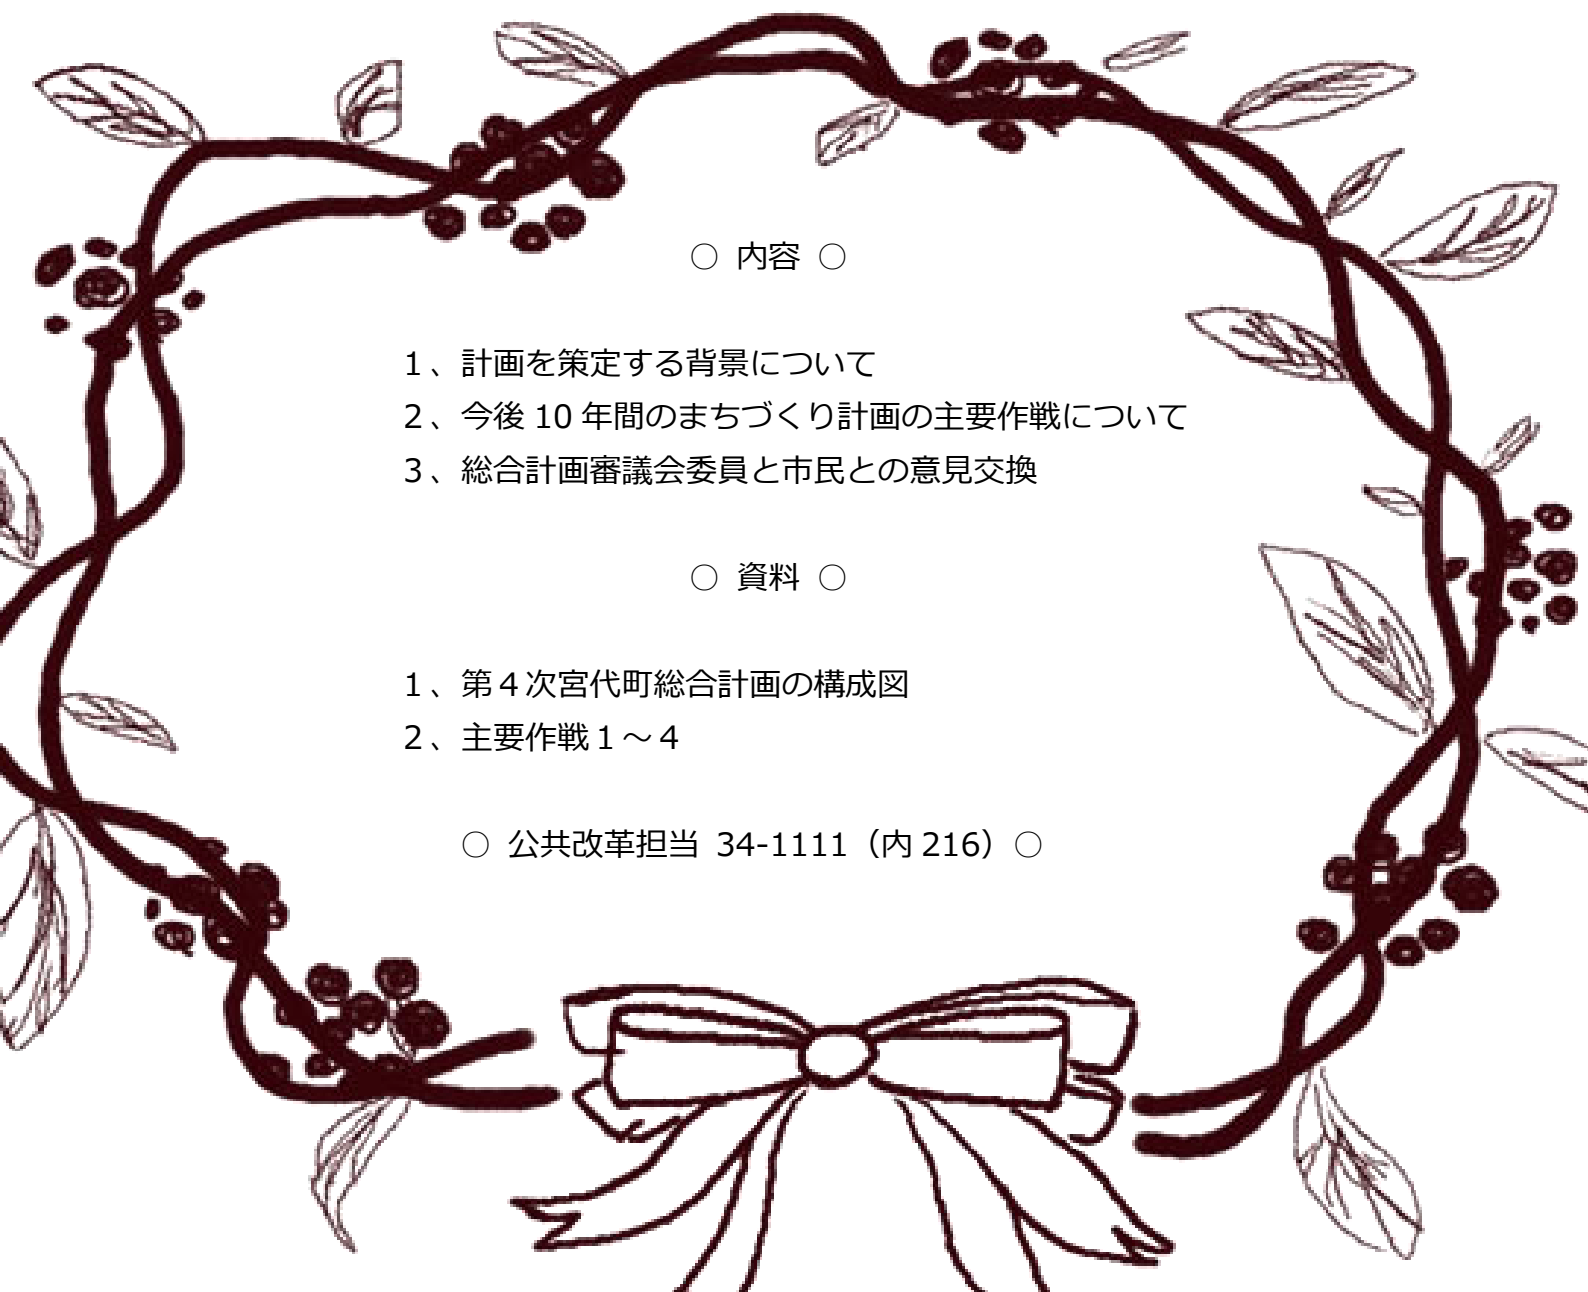 ○ 内容 ○
１、計画を策定する背景について
２、今後 10 年間のまちづくり計画の主要作戦について
３、総合計画審議会委員と市民との意見交換
○ 資料 ○
１、第４次宮代町総合計画の構成図
２、主要作戦１～４
○ 公共改革担当 34-1111（内 216）○